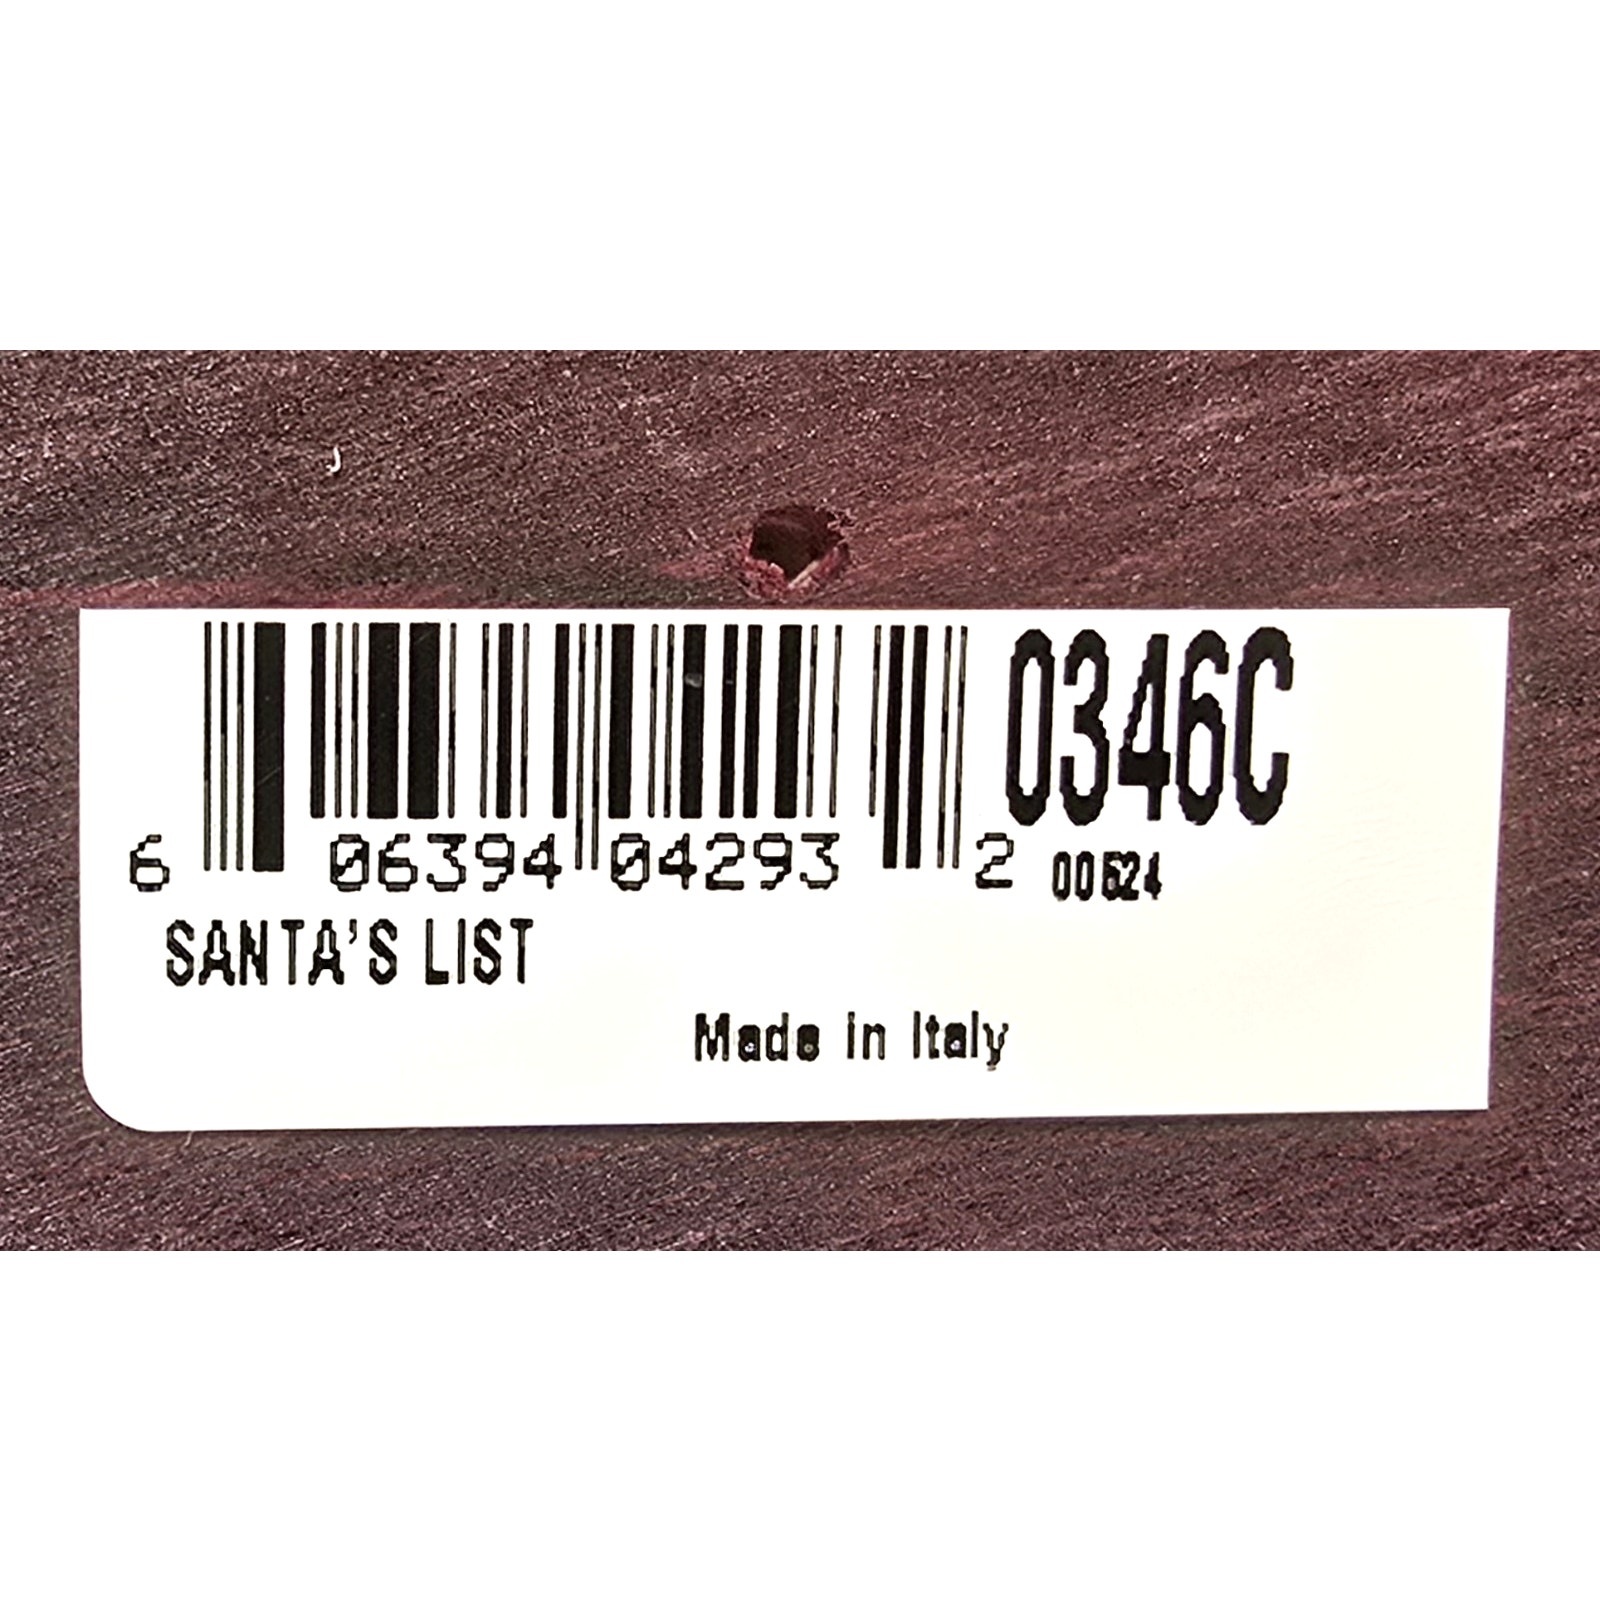 0346C
6 06394 04293 2 00624
SANTA'S LIST
Made in Italy